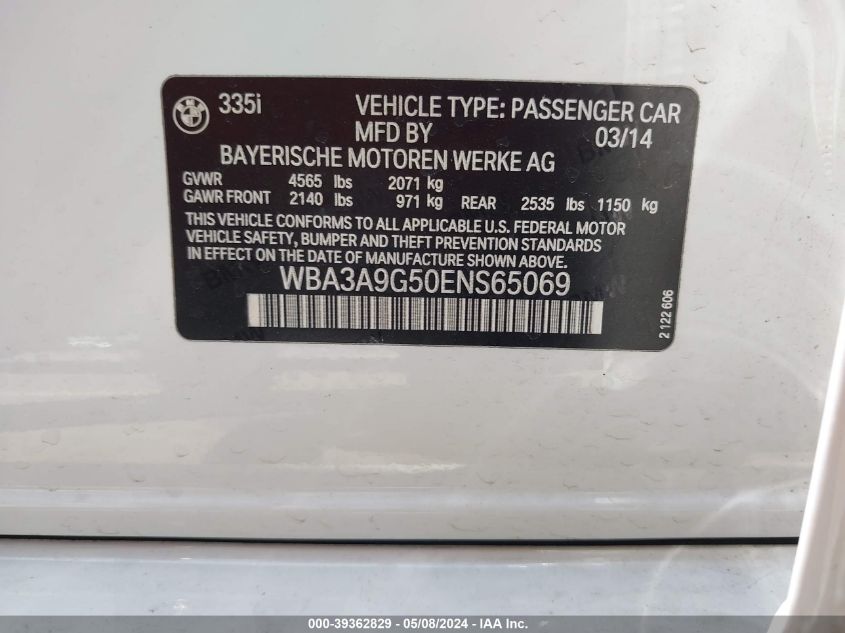 335i VEHICLE TYPE: PASSENGER CAR
MFD BY 03/14
BAYERISCHE MOTOREN WERKE AG
GVWR 4565 lbs 2071 kg
GAWR FRONT 2140 lbs 971 kg REAR 2535 lbs 1150 kg
THIS VEHICLE CONFORMS TO ALL APPLICABLE U.S. FEDERAL MOTOR
VEHICLE SAFETY, BUMPER AND THEFT PREVENTION STANDARDS
IN EFFECT ON THE DATE OF MANUFACTURE SHOWN ABOVE.
WBA3A9G50ENS65069
2 122 606
000-39362829 - 05/08/2024 - IAA Inc.